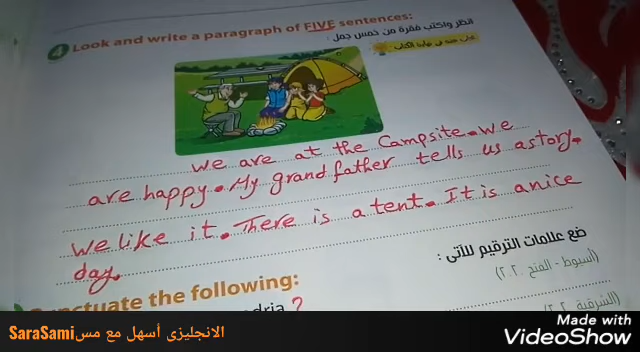 4 Look and write a paragraph of FIVE sentences:
انظر واكتب فقرة من خمس جمل :
we are at the Campsite. we
are happy. My grand father tells us a story.
We like it. There is a tent. It is a nice
day.
Punctuate the following:
ضع علامات الترقيم للآتى :
(أسيوط - الفتح ٢٠٢)
?
(الشرقية ٢٠٢)
SaraSami الانجليزى أسهل مع مس
Made with
VideoShow